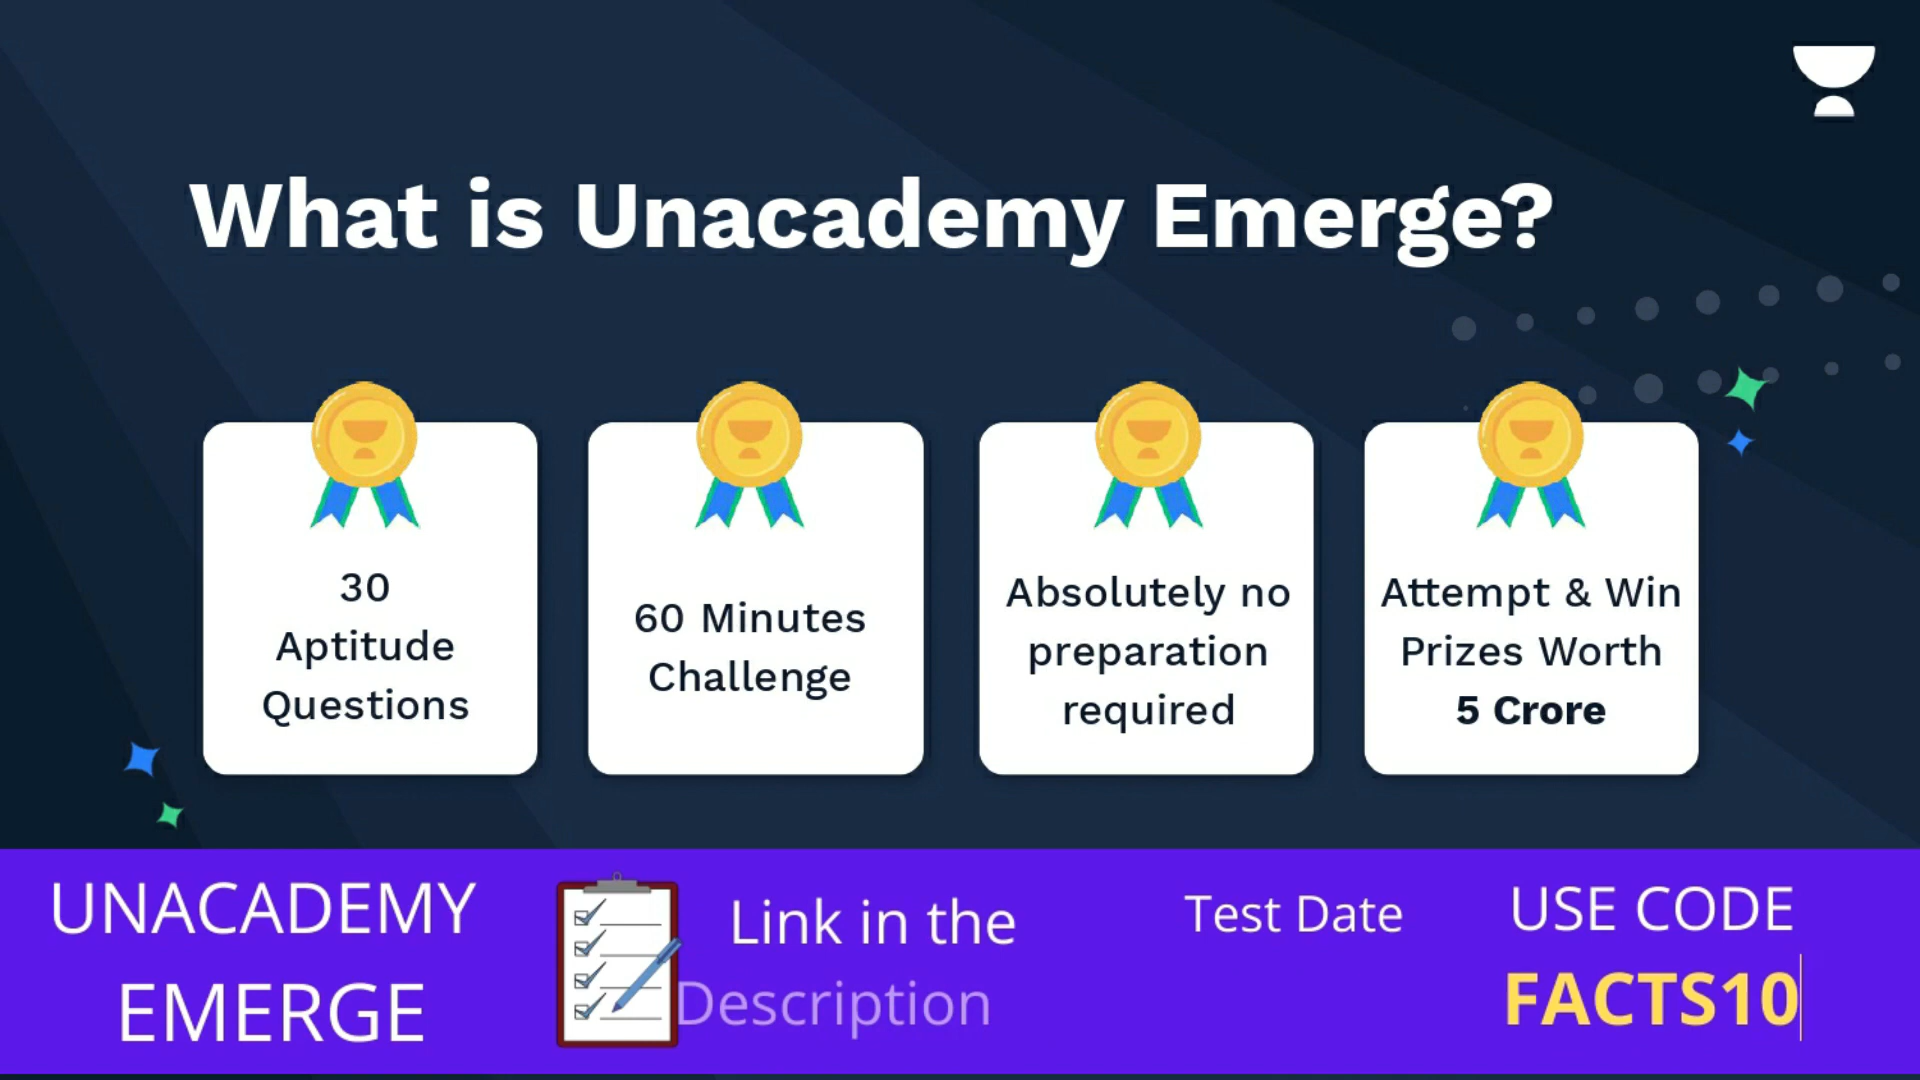 What is Unacademy Emerge?
30
Aptitude
Questions
60 Minutes
Challenge
Absolutely no
preparation
required
Attempt & Win
Prizes Worth
5 Crore
UNACADEMY
EMERGE
Link in the
Description
Test Date
USE CODE
FACTS10